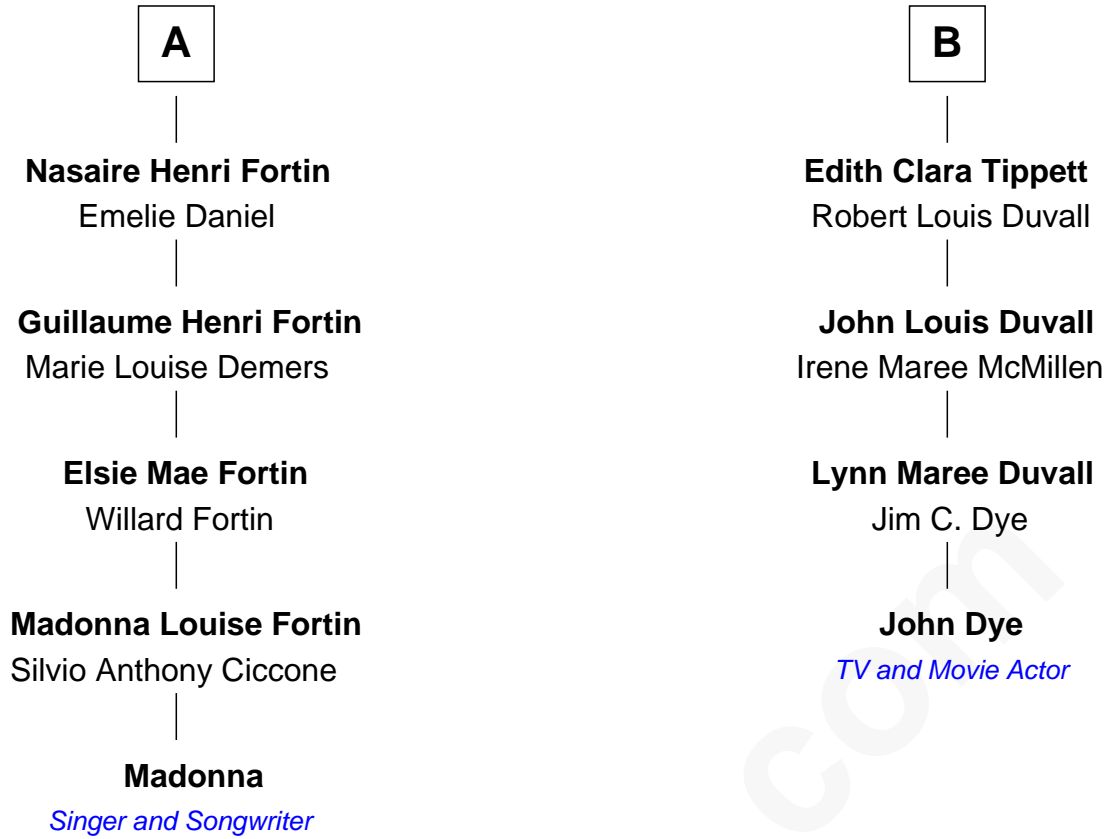 A
Nasaire Henri Fortin
Emelie Daniel
Guillaume Henri Fortin
Marie Louise Demers
Elsie Mae Fortin
Willard Fortin
Madonna Louise Fortin
Silvio Anthony Ciccone
Madonna
Singer and Songwriter
B
Edith Clara Tippett
Robert Louis Duvall
John Louis Duvall
Irene Maree McMillen
Lynn Maree Duvall
Jim C. Dye
John Dye
TV and Movie Actor
com